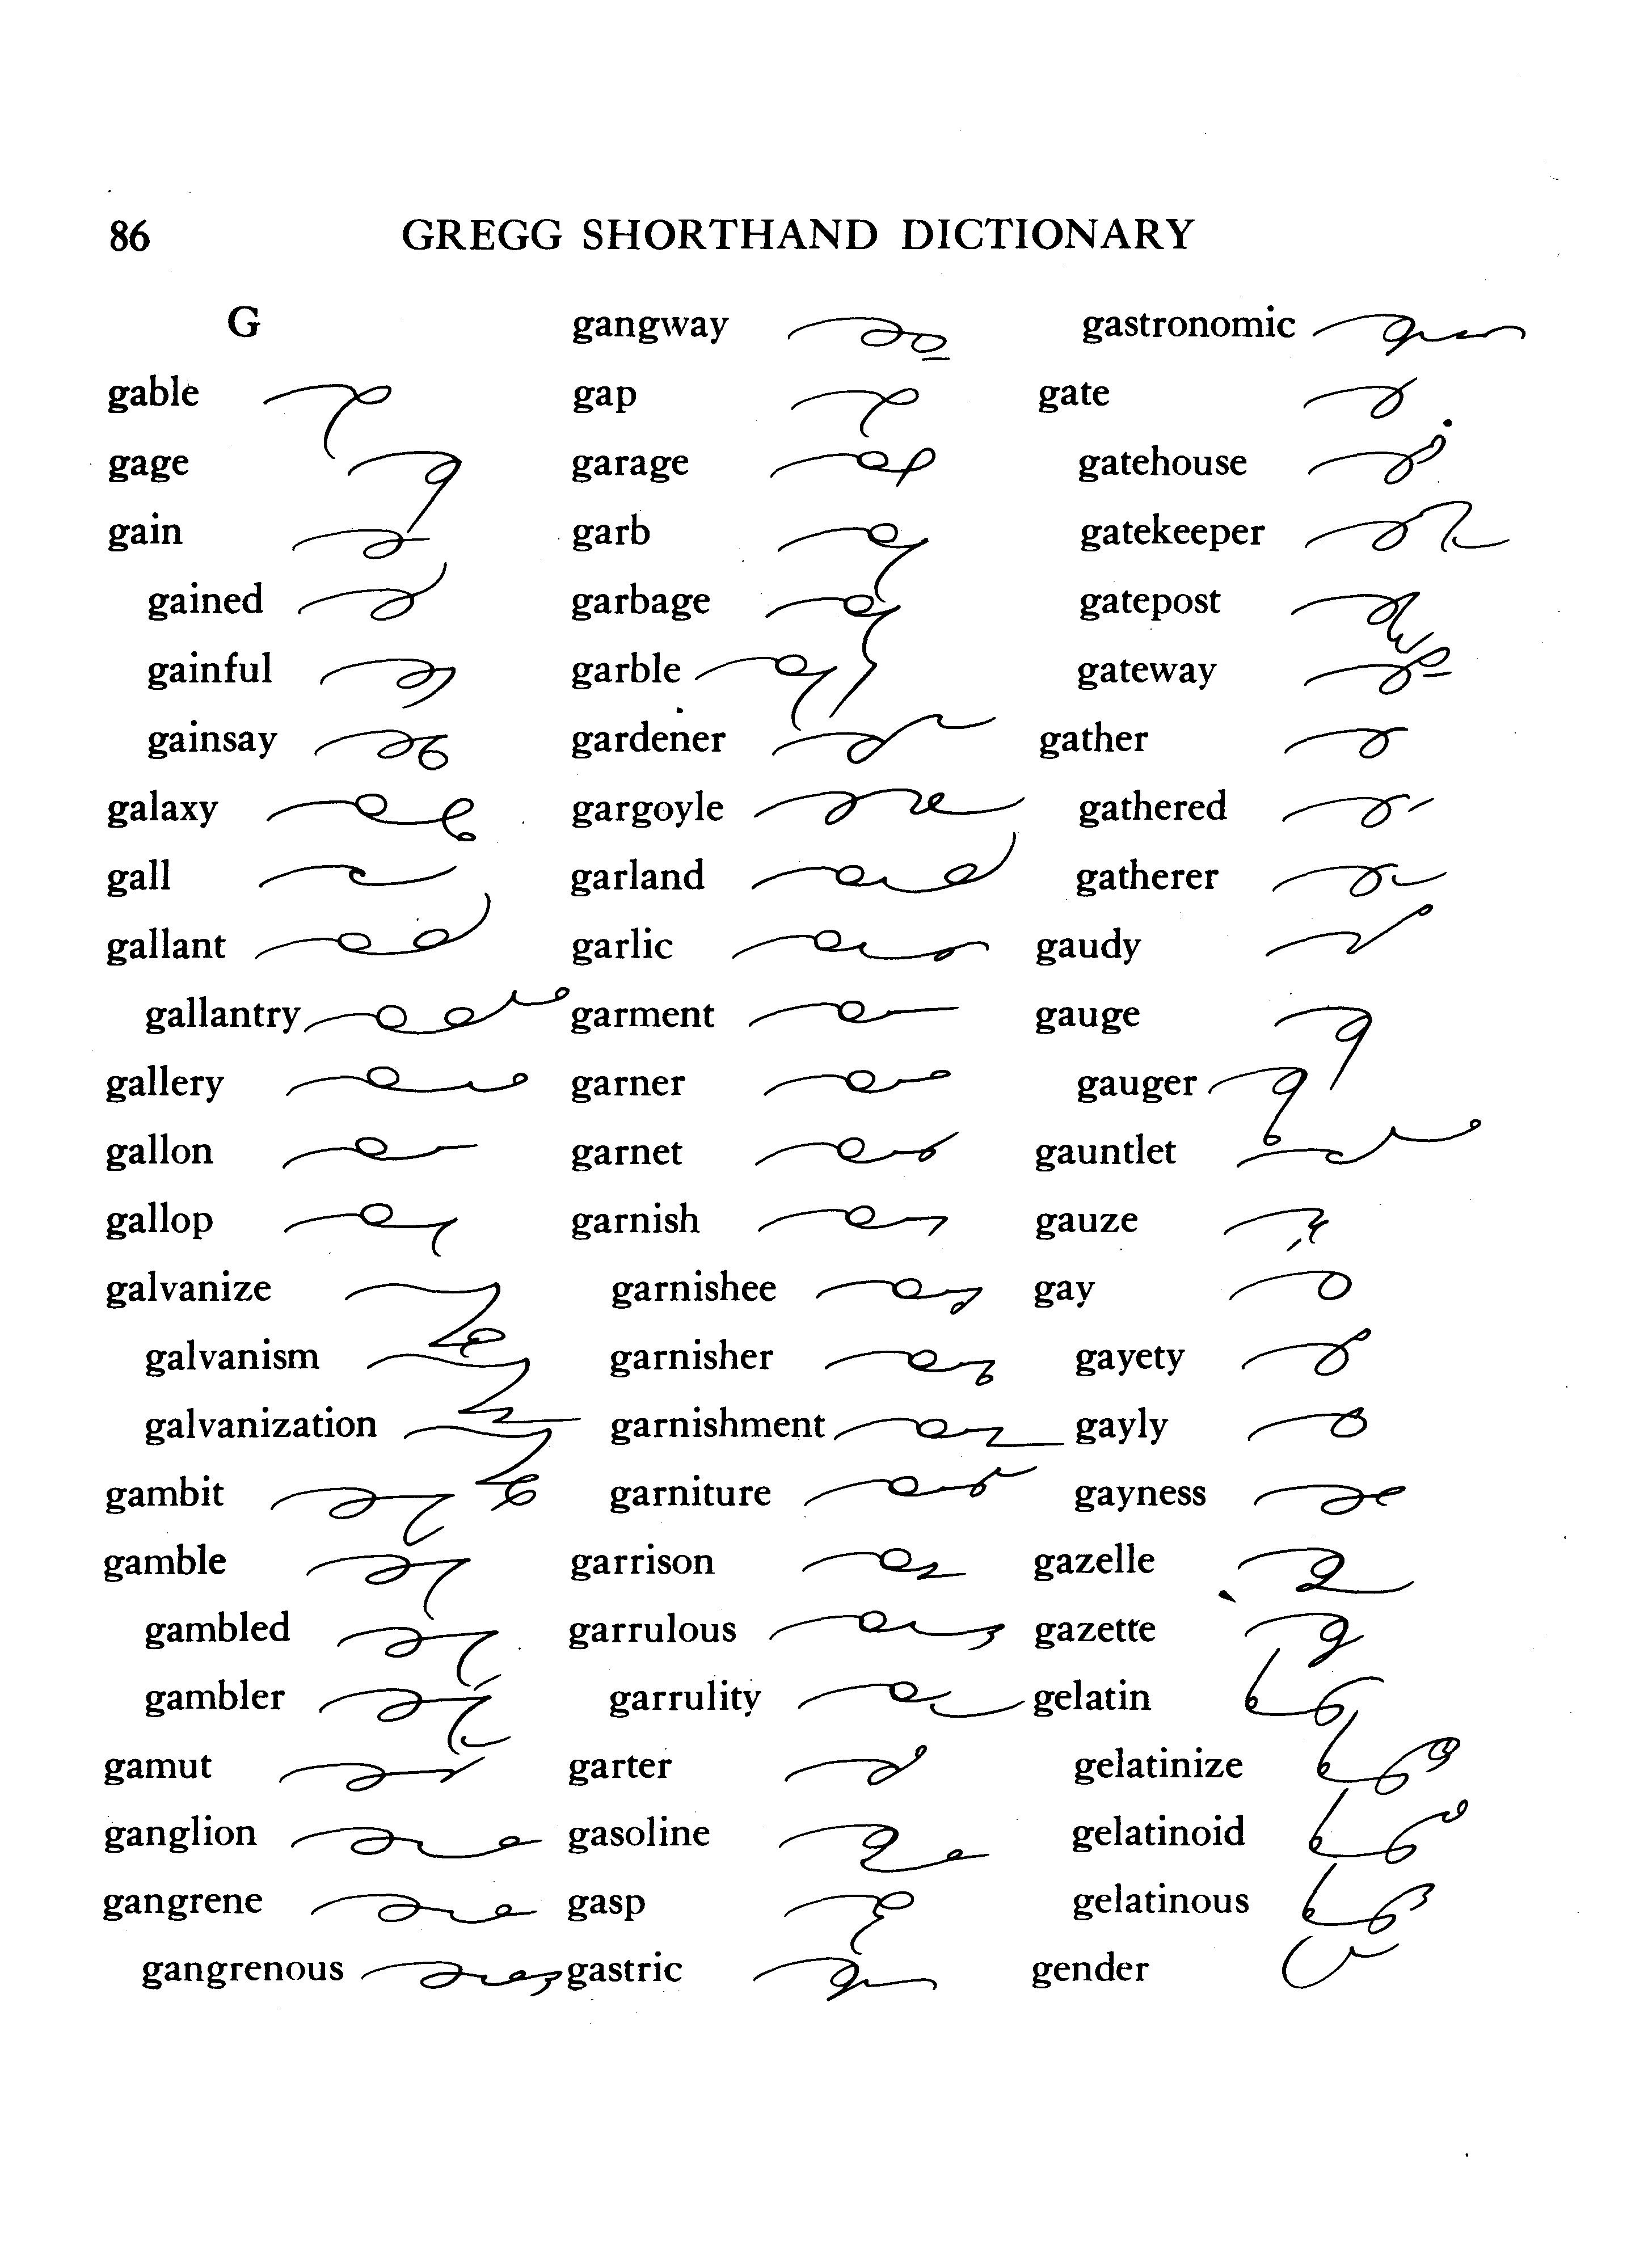 86 GREGG SHORTHAND DICTIONARY
G
gable
gage
gain
gained
gainful
gainsay
galaxy
gall
gallant
gallantry
gallery
gallon
gallop
galvanize
galvanism
galvanization
gambit
gamble
gambled
gambler
gamut
ganglion
gangrene
gangrenous
gangway
gap
garage
garb
garbage
garble
gardener
gargoyle
garland
garlic
garment
garner
garnet
garnish
garnishee
garnisher
garnishment
garniture
garrison
garrulous
garrulity
garter
gasoline
gasp
gastric
gastronomic
gate
gatehouse
gatekeeper
gatepost
gateway
gather
gathered
gatherer
gaudy
gauge
gauger
gauntlet
gauze
gay
gayety
gayly
gayness
gazelle
gazette
gelatin
gelatinize
gelatinoid
gelatinous
gender